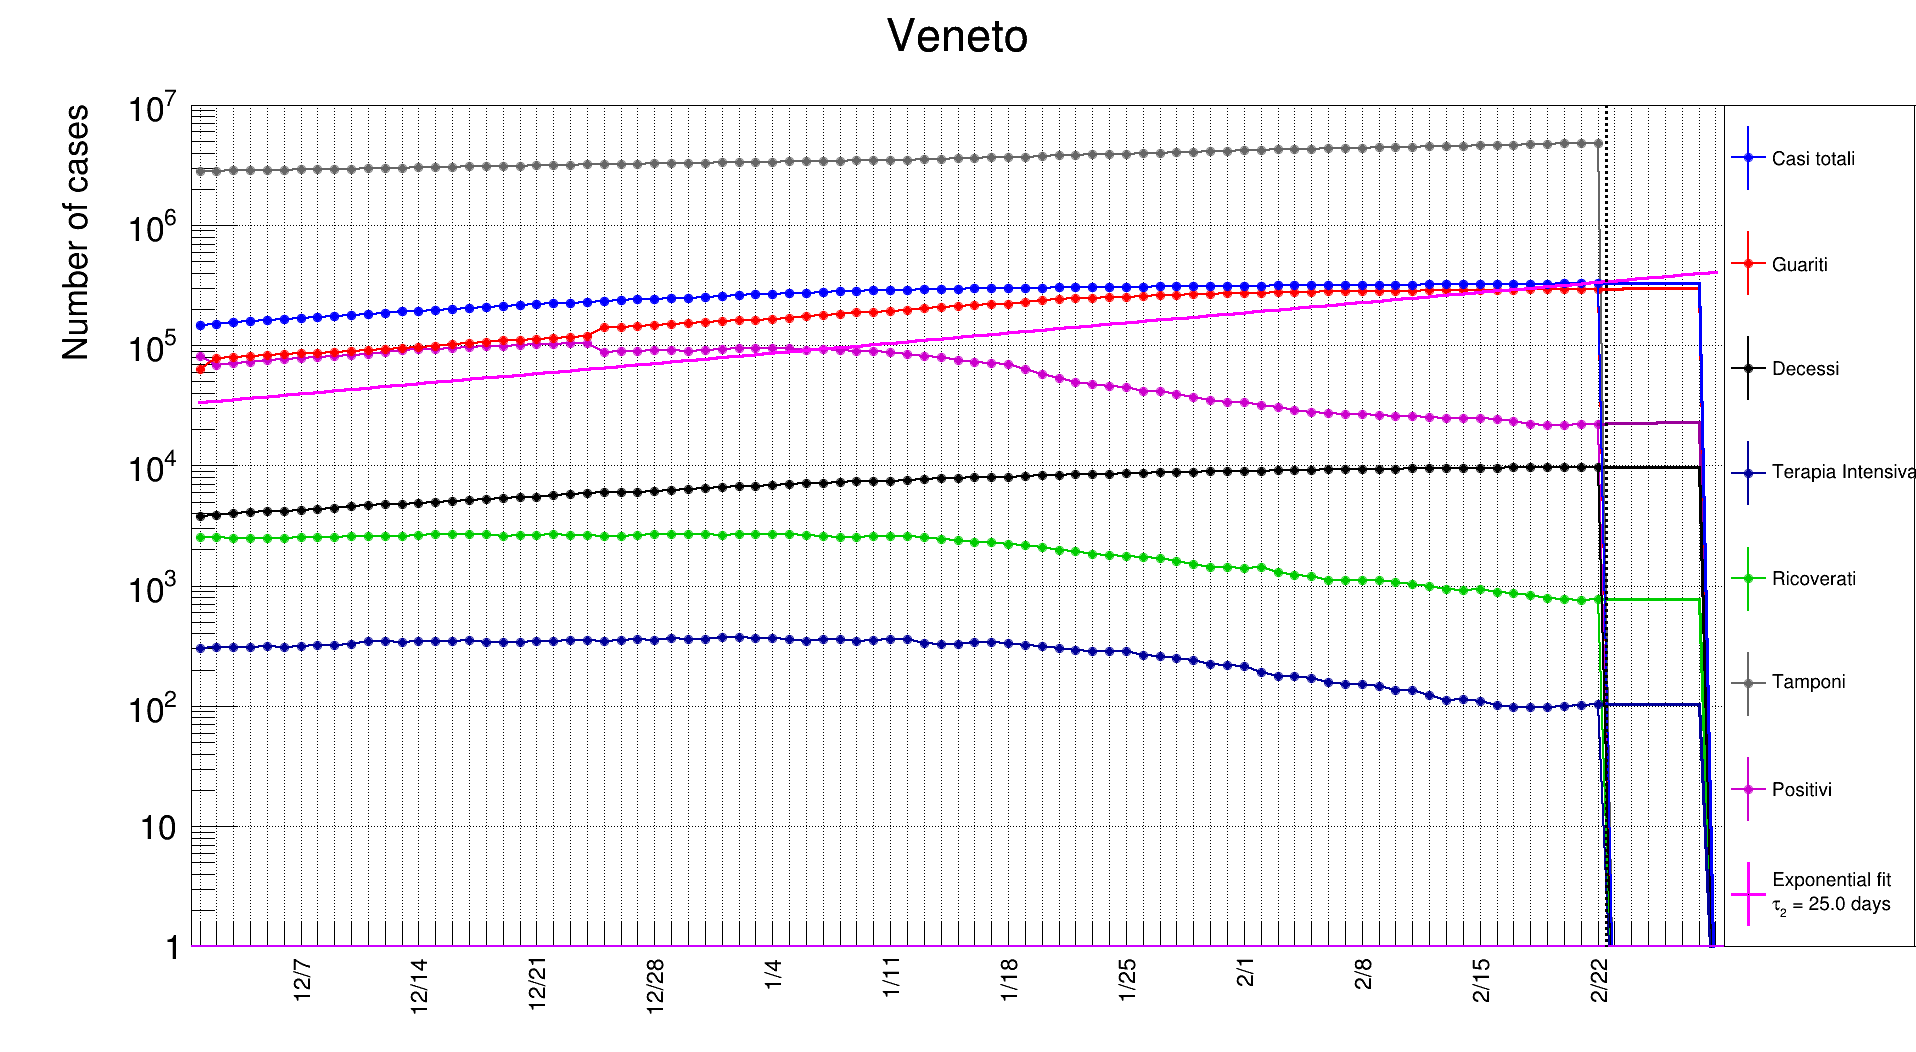 Veneto
Number of cases
10^7
10^6
10^5
10^4
10^3
10^2
10
1
12/7
12/14
12/21
12/28
1/4
1/11
1/18
1/25
2/1
2/8
2/15
2/22
Casi totali
Guariti
Decessi
Terapia Intensiva
Ricoverati
Tamponi
Positivi
Exponential fit
τ_2 = 25.0 days